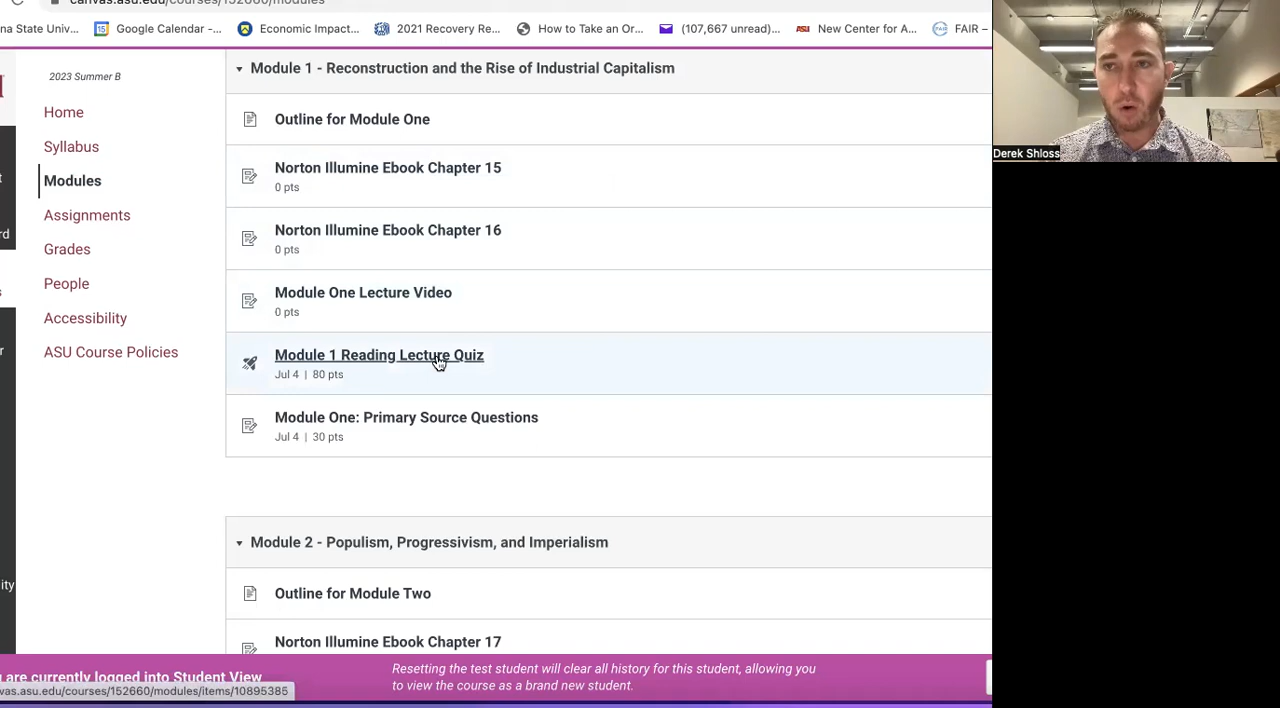 canvas.asu.edu/courses/152660/modules
na State Univ...
Google Calendar -...
Economic Impact...
2021 Recovery Re...
How to Take an Or...
(107,667 unread)...
New Center for A...
FAIR –
Derek Shloss
2023 Summer B
Home
Syllabus
Modules
Assignments
Grades
People
Accessibility
ASU Course Policies
rd
ity
Module 1 - Reconstruction and the Rise of Industrial Capitalism
Outline for Module One
Norton Illumine Ebook Chapter 15
0 pts
Norton Illumine Ebook Chapter 16
0 pts
Module One Lecture Video
0 pts
Module 1 Reading Lecture Quiz
Jul 4 | 80 pts
Module One: Primary Source Questions
Jul 4 | 30 pts
Module 2 - Populism, Progressivism, and Imperialism
Outline for Module Two
Norton Illumine Ebook Chapter 17
are currently logged into Student View
vas.asu.edu/courses/152660/modules/items/10895385
Resetting the test student will clear all history for this student, allowing you
to view the course as a brand new student.